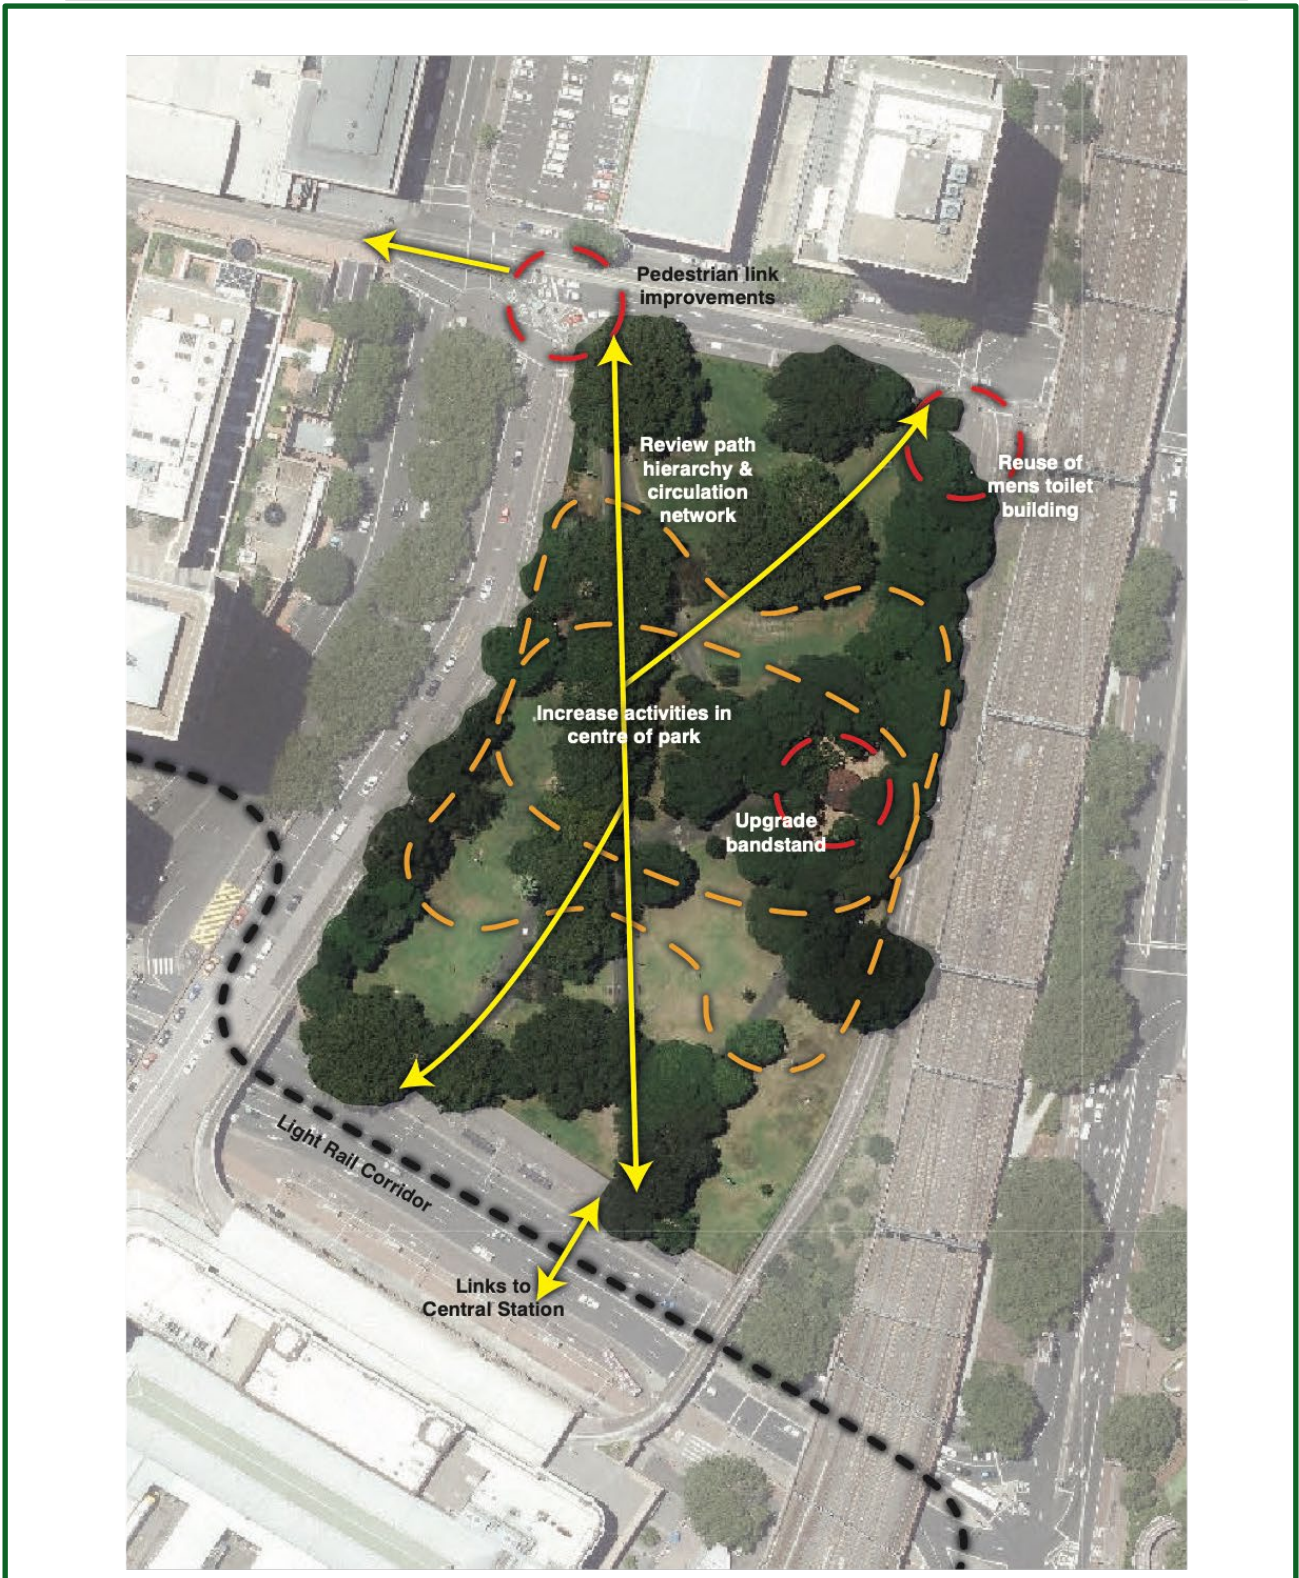 Pedestrian link
improvements
Review path
hierarchy &
circulation
network
Reuse of
mens toilet
building
Increase activities in
centre of park
Upgrade
bandstand
Light Rail Corridor
Links to
Central Station